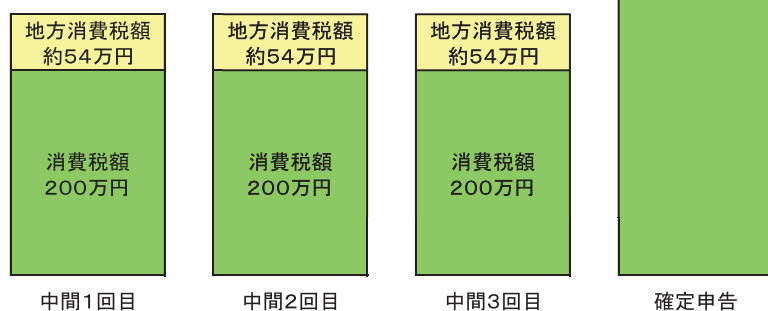 地方消費税額
約54万円
消費税額
200万円
中間1回目
地方消費税額
約54万円
消費税額
200万円
中間2回目
地方消費税額
約54万円
消費税額
200万円
中間3回目
確定申告